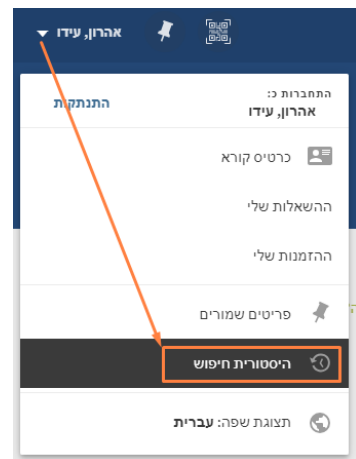 אהרון, עידו
התחברות כ:
אהרון, עידו
התנתקות
כרטיס קורא
ההשאלות שלי
ההזמנות שלי
פריטים שמורים
היסטורית חיפוש
תצוגת שפה: עברית